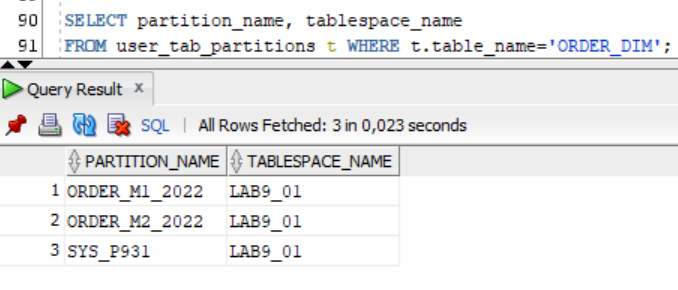 90 SELECT partition_name, tablespace_name
91 FROM user_tab_partitions t WHERE t.table_name='ORDER_DIM';
Query Result x
SQL | All Rows Fetched: 3 in 0,023 seconds
PARTITION_NAME TABLESPACE_NAME
1 ORDER_M1_2022 LAB9_01
2 ORDER_M2_2022 LAB9_01
3 SYS_P931 LAB9_01